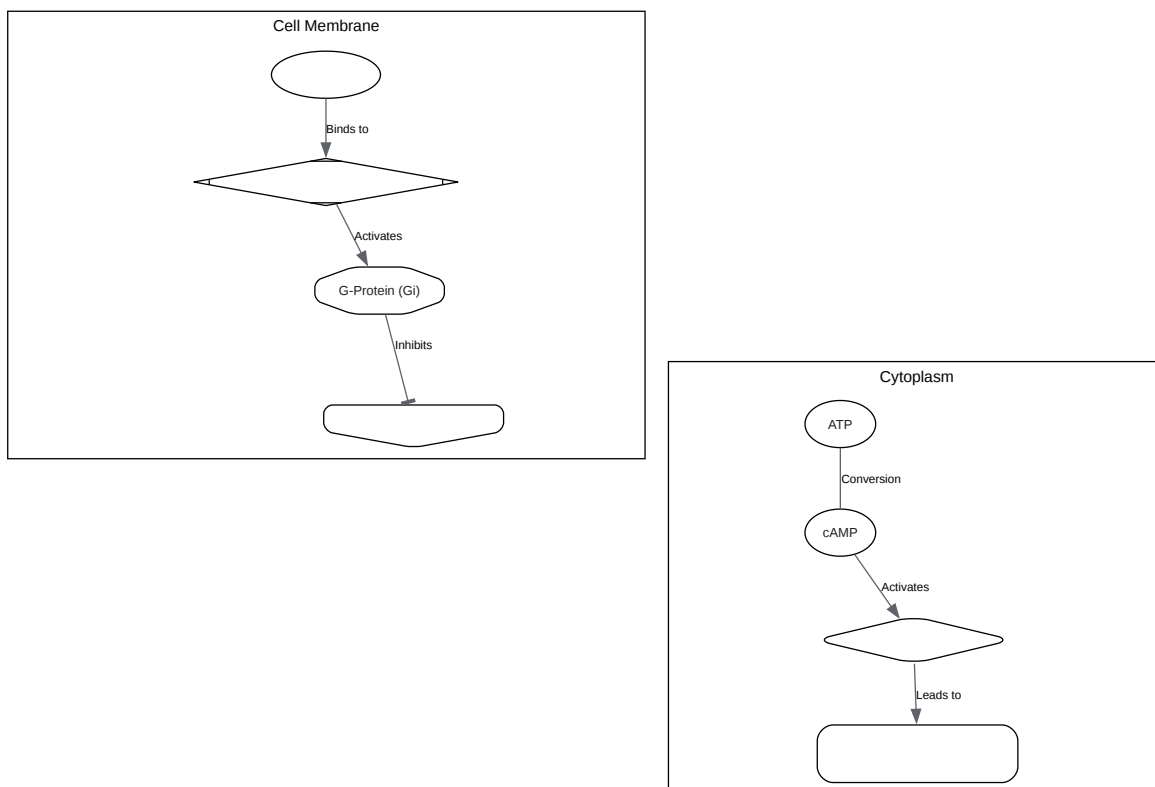 Cell Membrane
Binds to
Activates
G-Protein (Gi)
Inhibits
Cytoplasm
ATP
Conversion
cAMP
Activates
Leads to